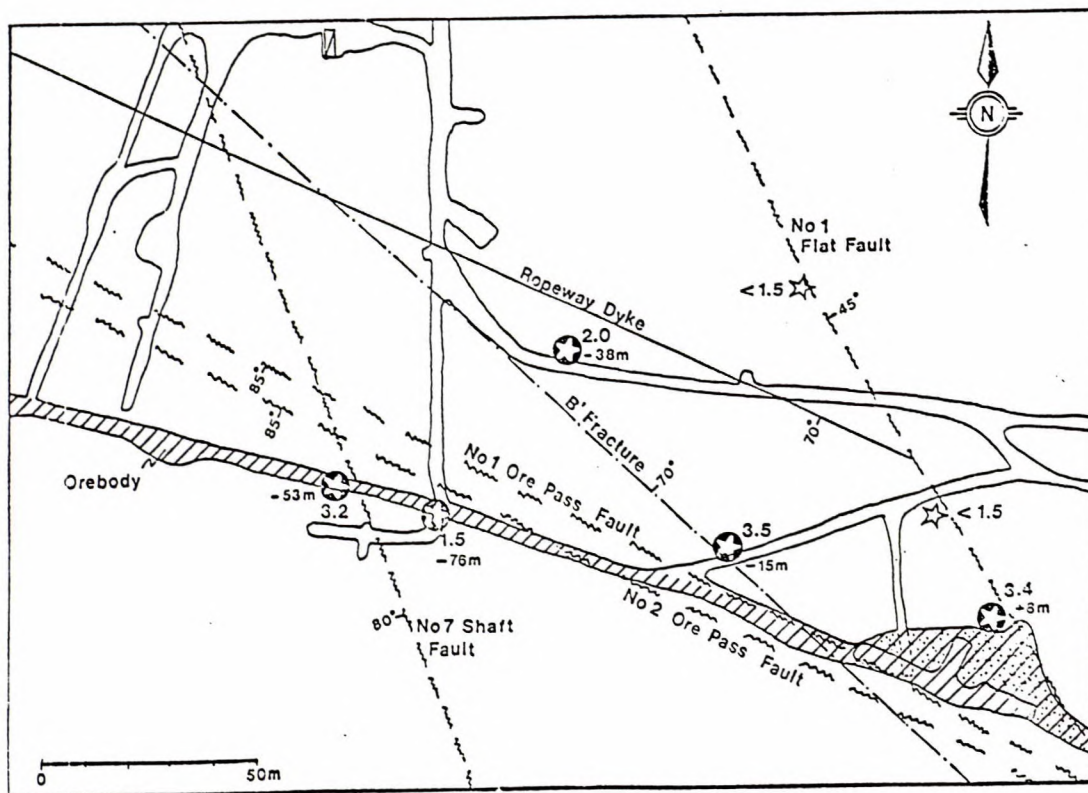 N
No 1
Flat Fault
< 1.5
45°
Ropeway Dyke
2.0
-38m
70°
85°
85°
B' Fracture
70°
No 1 Ore Pass Fault
Orebody
-53m
3.2
1.5
-76m
3.5
-15m
< 1.5
3.4
+8m
No 2 Ore Pass Fault
80°
No 7 Shaft
Fault
0
50m